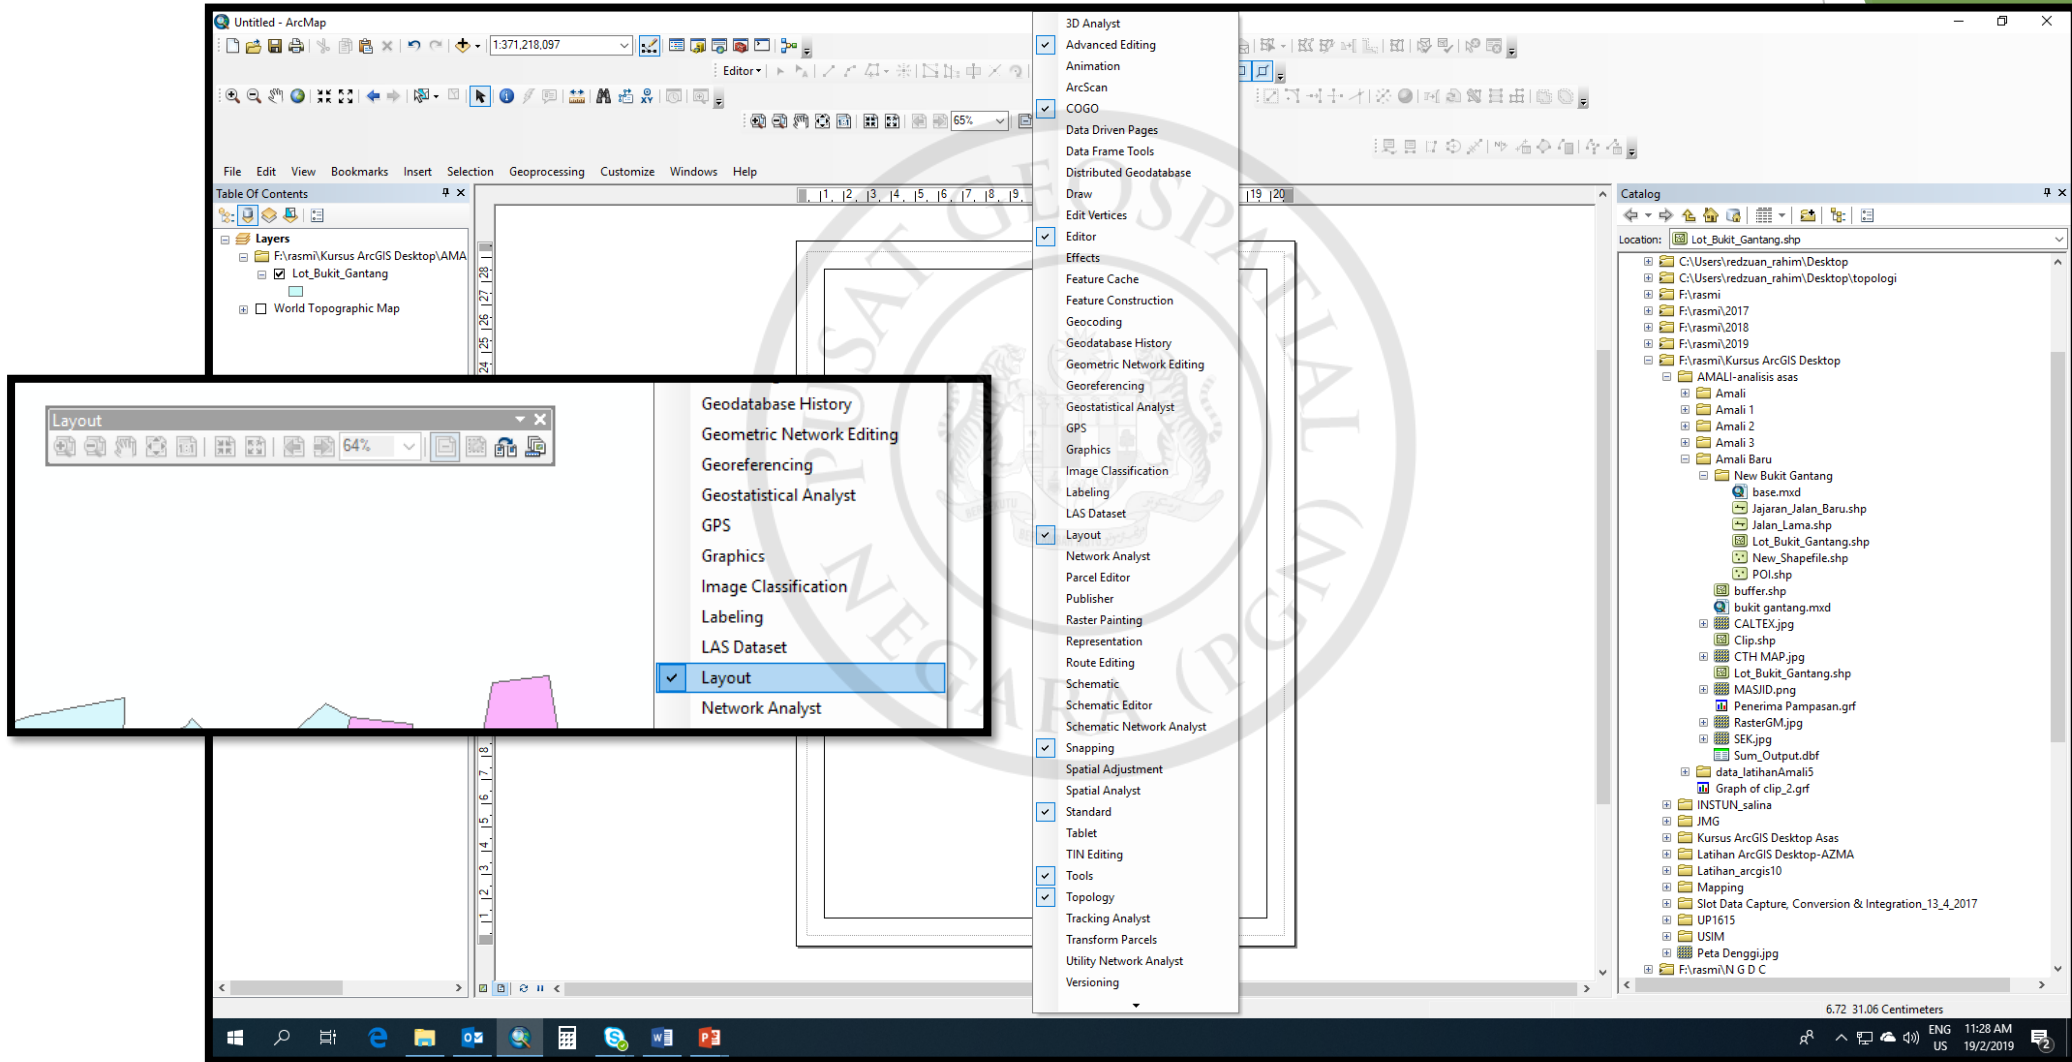 Untitled - ArcMap
1:371,218,097
Editor
65%
File Edit View Bookmarks Insert Selection Geoprocessing Customize Windows Help
Table Of Contents
Layers
F:\rasmi\Kursus ArcGIS Desktop\AMA
Lot_Bukit_Gantang
World Topographic Map
Layout
64%
Geodatabase History
Geometric Network Editing
Georeferencing
Geostatistical Analyst
GPS
Graphics
Image Classification
Labeling
LAS Dataset
Layout
Network Analyst
3D Analyst
Advanced Editing
Animation
ArcScan
COGO
Data Driven Pages
Data Frame Tools
Distributed Geodatabase
Draw
Edit Vertices
Editor
Effects
Feature Cache
Feature Construction
Geocoding
Geodatabase History
Geometric Network Editing
Georeferencing
Geostatistical Analyst
GPS
Graphics
Image Classification
Labeling
LAS Dataset
Layout
Network Analyst
Parcel Editor
Publisher
Raster Painting
Representation
Route Editing
Schematic
Schematic Editor
Schematic Network Analyst
Snapping
Spatial Adjustment
Spatial Analyst
Standard
Tablet
TIN Editing
Tools
Topology
Tracking Analyst
Transform Parcels
Utility Network Analyst
Versioning
PUSAT GEOSPATIAL NEGARA (PGN)
Catalog
Location: Lot_Bukit_Gantang.shp
C:\Users\redzuan_rahim\Desktop
C:\Users\redzuan_rahim\Desktop\topologi
F:\rasmi
F:\rasmi\2017
F:\rasmi\2018
F:\rasmi\2019
F:\rasmi\Kursus ArcGIS Desktop
AMALI-analisis asas
Amali
Amali 1
Amali 2
Amali 3
Amali Baru
New Bukit Gantang
base.mxd
Jajaran_Jalan_Baru.shp
Jalan_Lama.shp
Lot_Bukit_Gantang.shp
New_Shapefile.shp
POI.shp
buffer.shp
bukit gantang.mxd
CALTEX.jpg
Clip.shp
CTH MAP.jpg
Lot_Bukit_Gantang.shp
MASJID.png
Penerima Pampasan.grf
RasterGM.jpg
SEK.jpg
Sum_Output.dbf
data_latihanAmali5
Graph of clip_2.grf
INSTUN_salina
JMG
Kursus ArcGIS Desktop Asas
Latihan ArcGIS Desktop-AZMA
Latihan_arcgis10
Mapping
Slot Data Capture, Conversion & Integration_13_4_2017
UP1615
USIM
Peta Denggi.jpg
F:\rasmi\N G D C
6.72 31.06 Centimeters
ENG 11:28 AM
US 19/2/2019